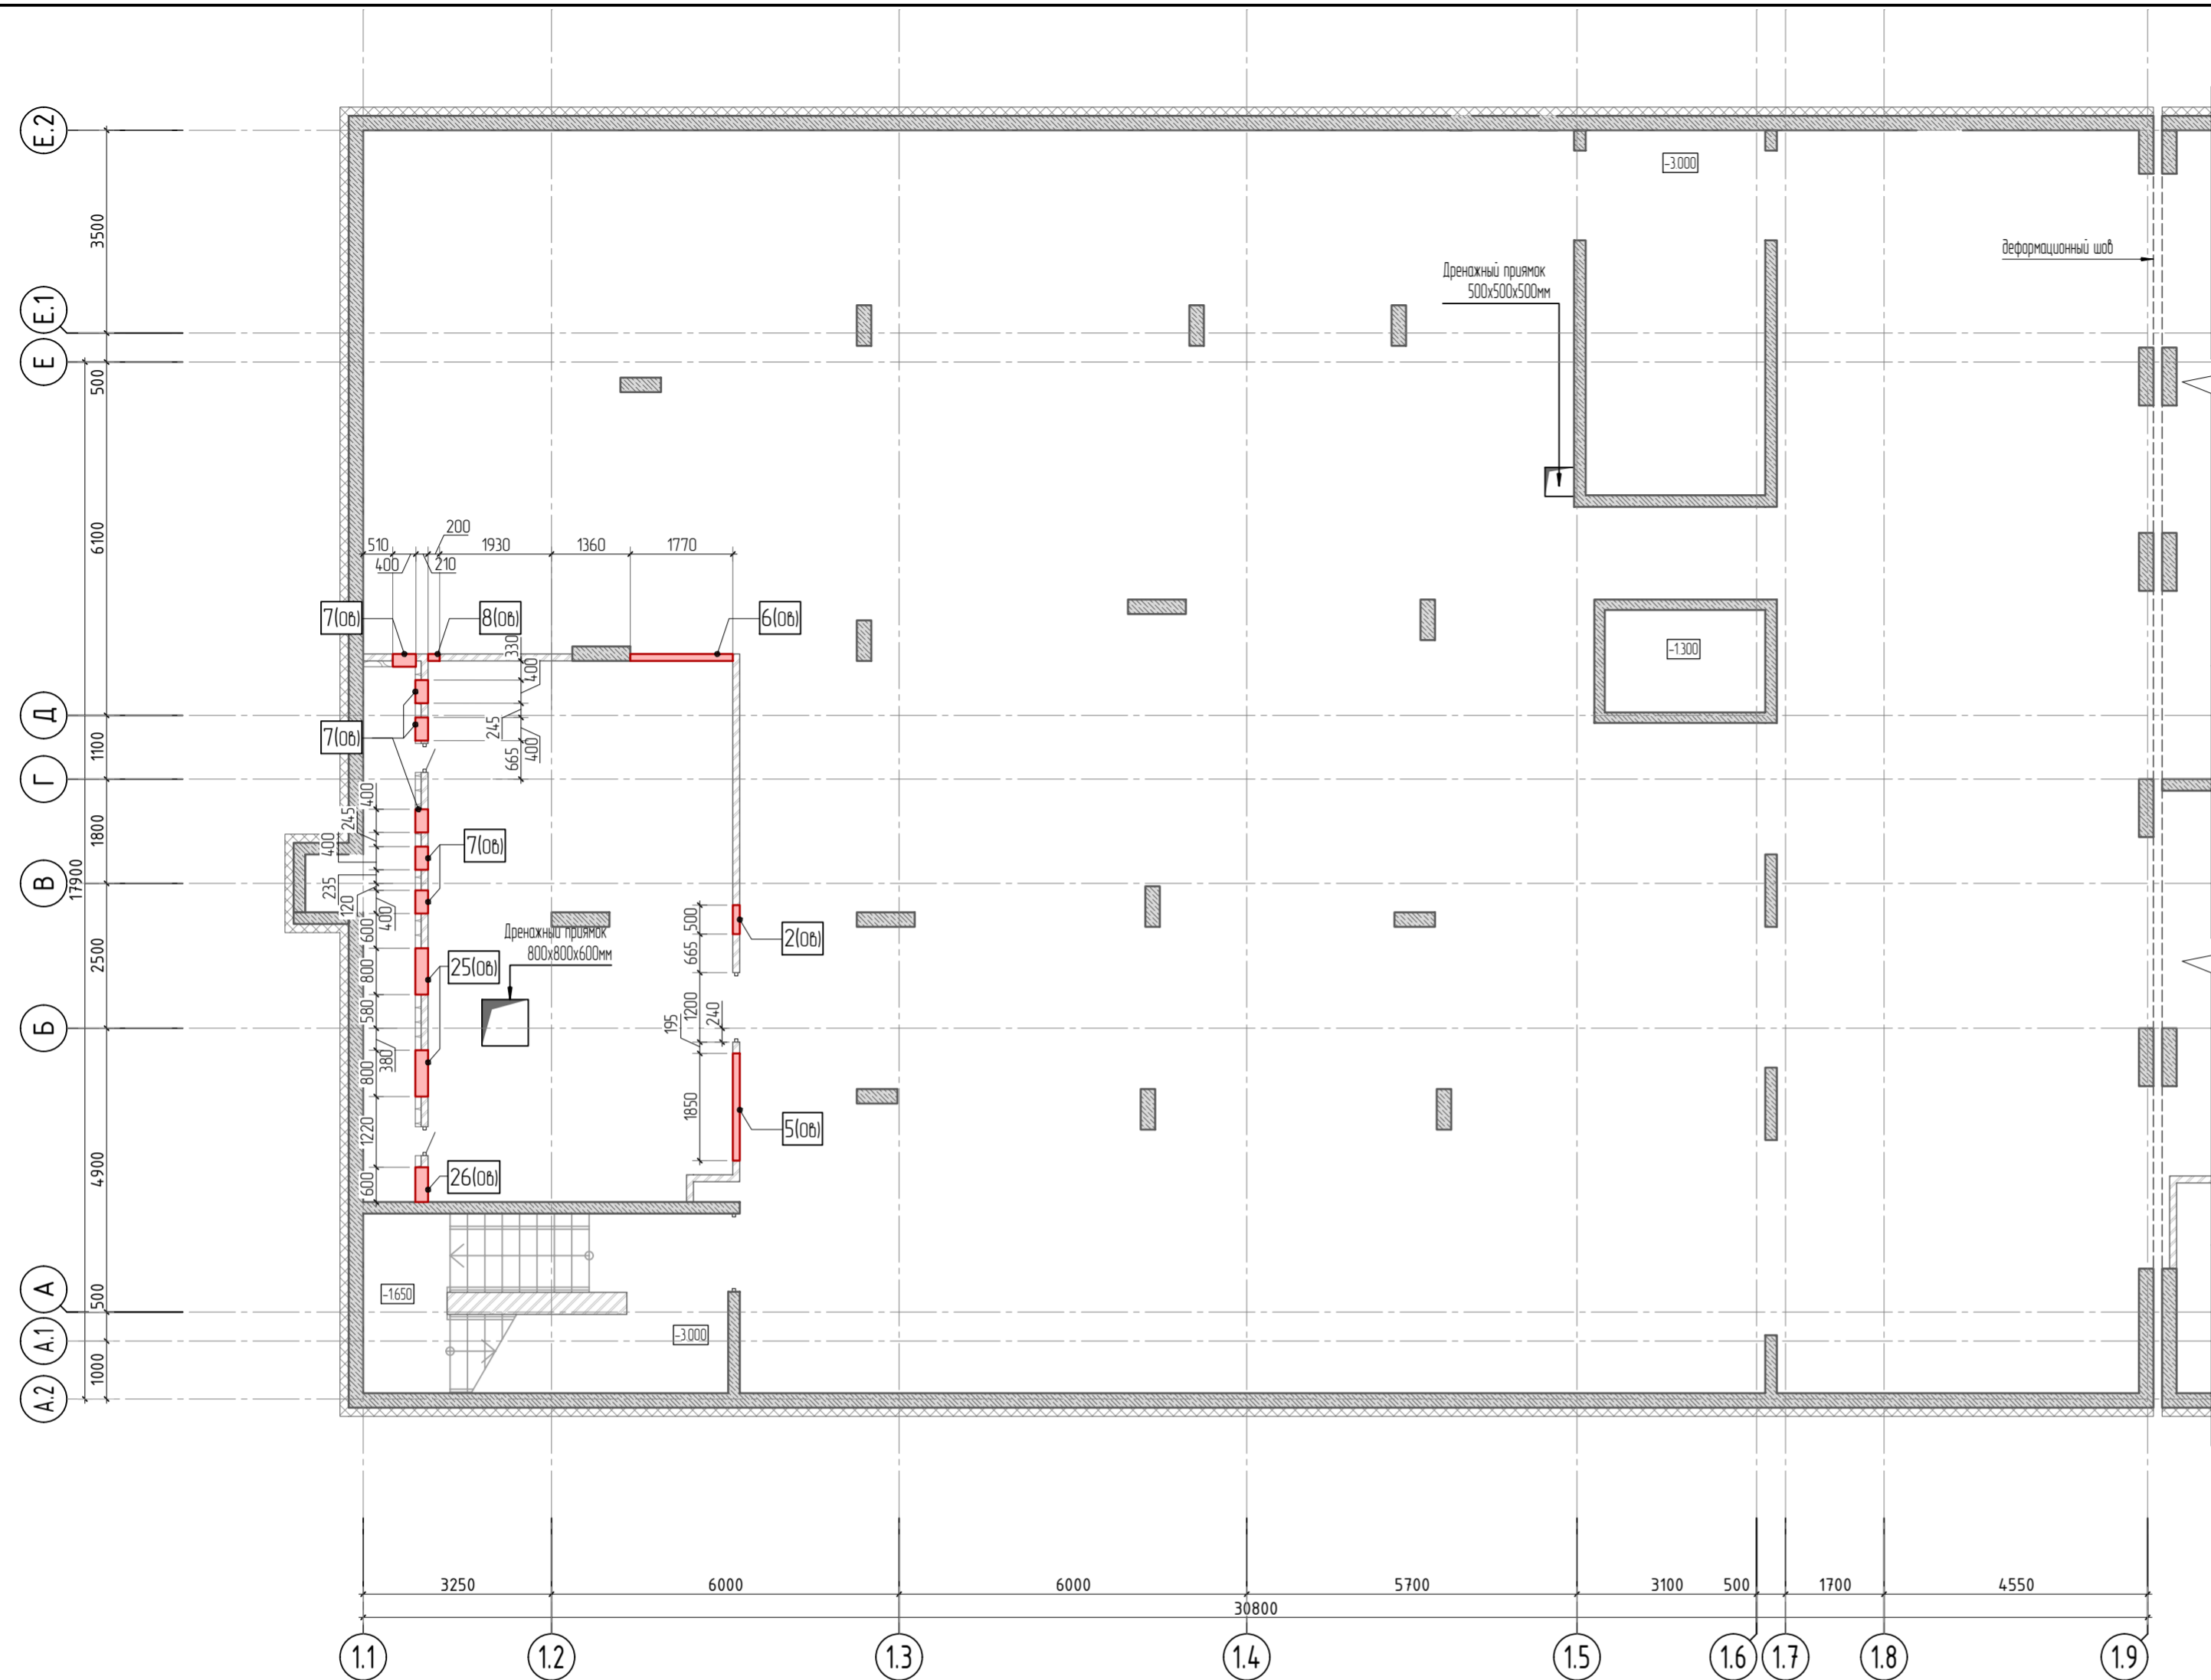 Е.2
3500
-3.000
деформационный шов
Дренажный приямок
500х500х500мм
Е.1
Е
500
6100
200
510
1930
1360
1770
400
210
7(ОВ)
8(ОВ)
6(ОВ)
330
400
245
400
665
-1.300
Д
7(ОВ)
1100
Г
400
245
400
1800
7(ОВ)
В
17900
235
120
400
600
500
2(ОВ)
Дренажный приямок
800х800х600мм
2500
665
25(ОВ)
800
580
1200
240
195
Б
380
800
1850
5(ОВ)
1220
4900
26(ОВ)
600
-1.650
А
500
-3.000
А.1
1000
А.2
3250
6000
6000
5700
3100
500
1700
4550
30800
1.1
1.2
1.3
1.4
1.5
1.6
1.7
1.8
1.9